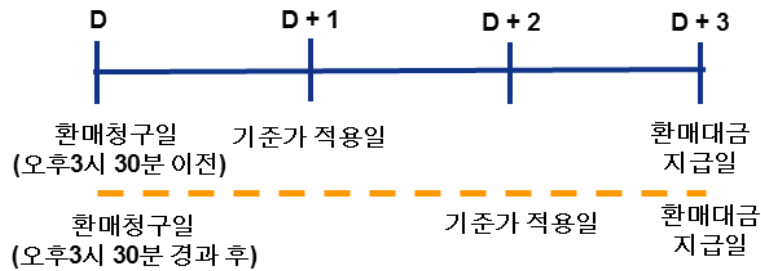 D D + 1 D + 2 D + 3
환매청구일 기준가 적용일 환매대금
(오후3시 30분 이전) 지급일
환매청구일 기준가 적용일 환매대금
(오후3시 30분 경과 후) 지급일